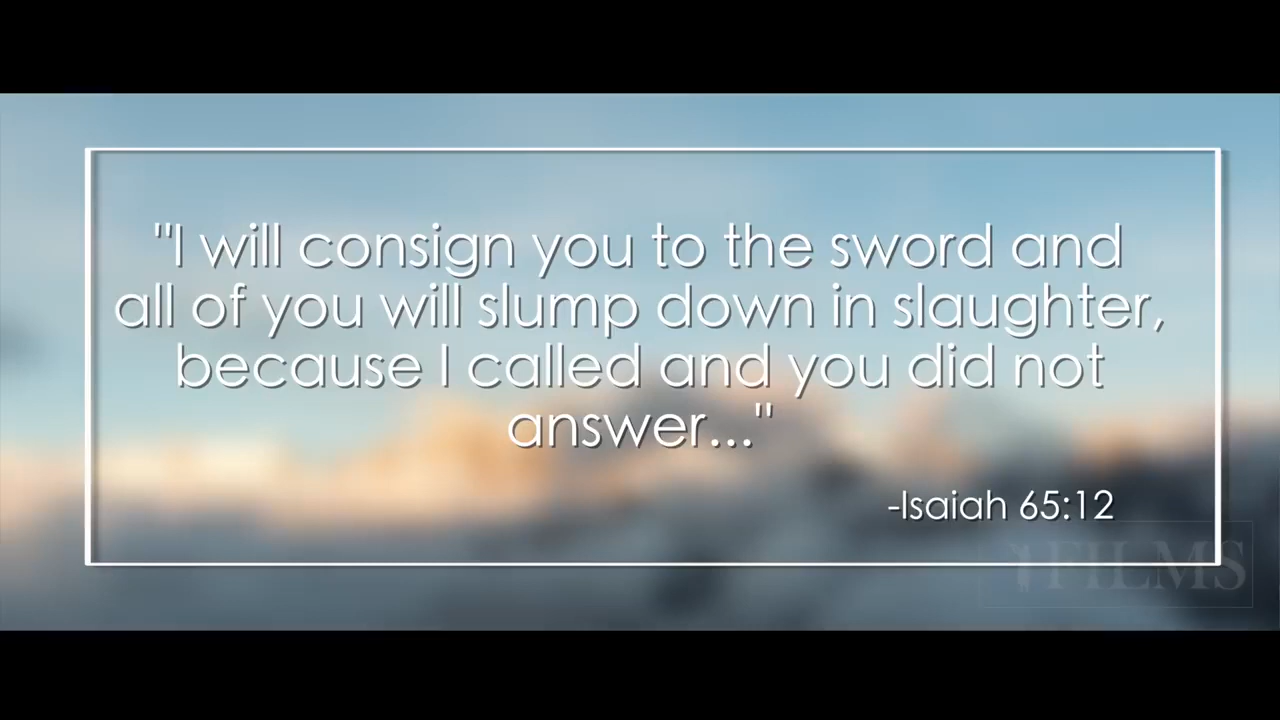 "I will consign you to the sword and
all of you will slump down in slaughter,
because I called and you did not
answer..."
-Isaiah 65:12
FILMS